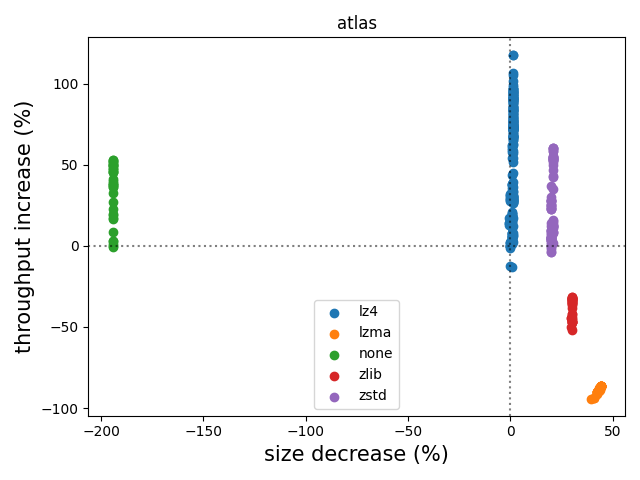 atlas
throughput increase (%)
100
50
0
−50
−100
lz4
lzma
none
zlib
zstd
−200
−150
−100
−50
0
50
size decrease (%)